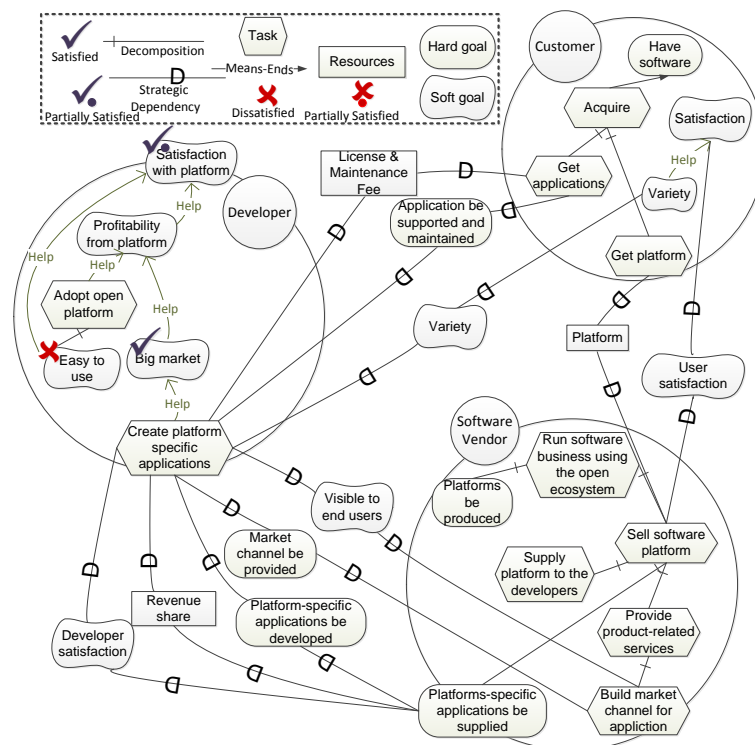 Satisfied
Decomposition
Task
Hard goal
D
Means-Ends
Resources
Strategic
Dependency
Partially Satisfied
Dissatisfied
Partially Satisfied
Soft goal
Customer
Have
software
Acquire
Satisfaction
Help
Get
applications
Variety
Get platform
Satisfaction
with platform
Developer
Help
Profitability
from platform
Help
Help
Adopt open
platform
Help
Easy to
use
Big market
Help
Create platform
specific
applications
License &
Maintenance
Fee
D
D
Application be
supported and
maintained
D
D
Variety
D
D
Platform
D
D
User
satisfaction
D
D
Software
Vendor
Run software
business using
the open
ecosystem
Platforms
be
produced
Sell software
platform
Supply
platform to the
developers
Provide
product-related
services
Build market
channel for
appliction
Platforms-specific
applications be
supplied
Visible to
end users
D
D
Market
channel be
provided
D
D
Platform-specific
applications be
developed
D
D
Revenue
share
D
D
Developer
satisfaction
D
D